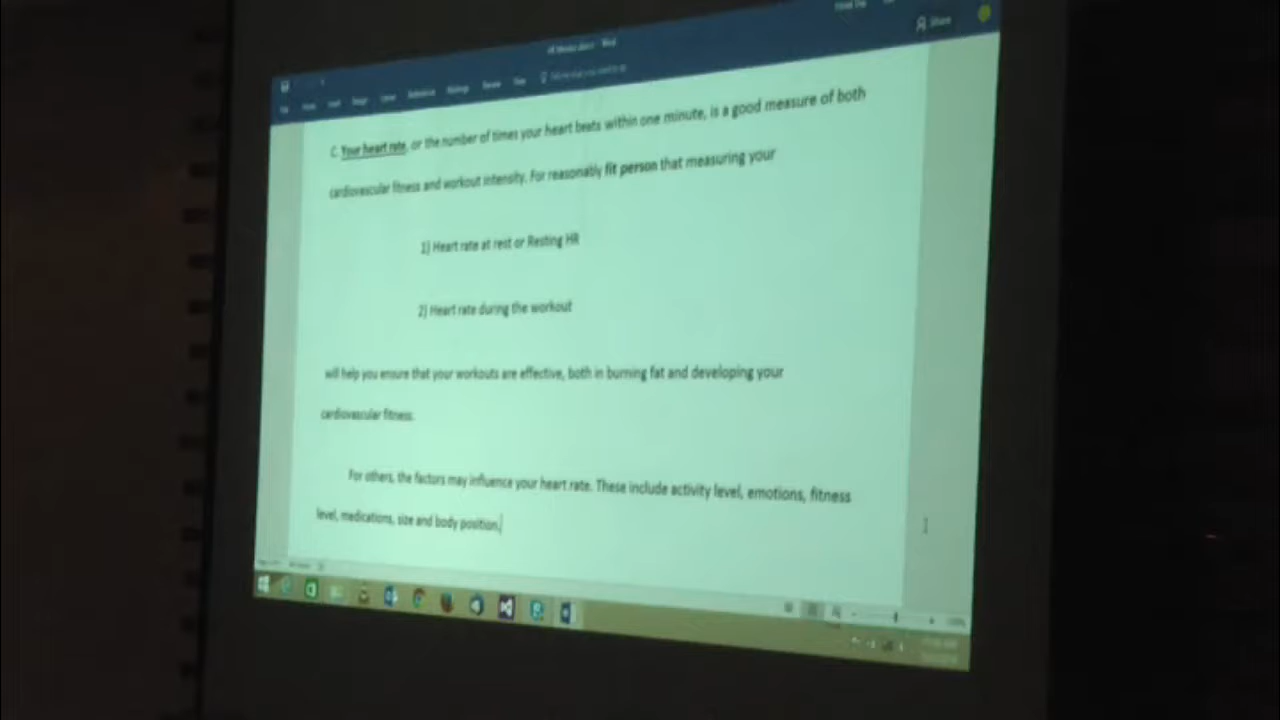 Share
C. Your heart rate, or the number of times your heart beats within one minute, is a good measure of both
cardiovascular fitness and workout intensity. For reasonably fit person that measuring your
1) Heart rate at rest or Resting HR
2) Heart rate during the workout
will help you ensure that your workouts are effective, both in burning fat and developing your
cardiovascular fitness.
For others, the factors may influence your heart rate. These include activity level, emotions, fitness
level, medications, size and body position.